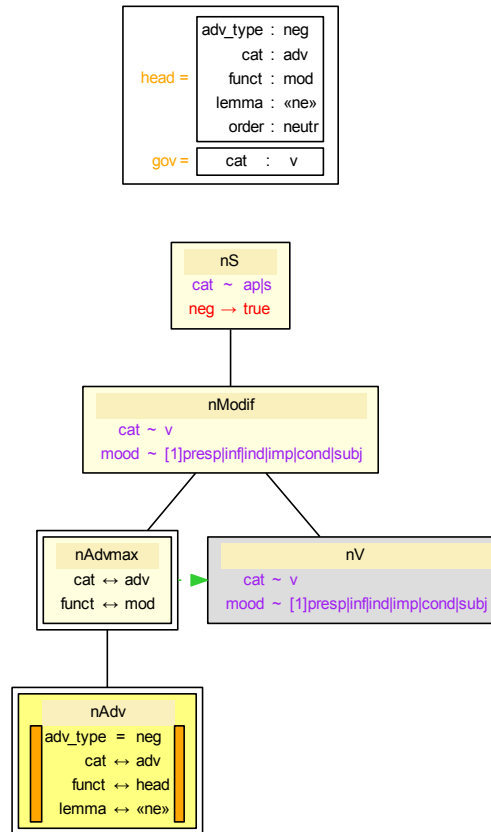 head =
adv_type : neg
cat : adv
funct : mod
lemma : «ne»
order : neutr
gov =
cat : v
nS
cat ~ ap|s
neg → true
nModif
cat ~ v
mood ~ [1]presp|inf|ind|imp|cond|subj
nAdvmax
cat ↔ adv
funct ↔ mod
nV
cat ~ v
mood ~ [1]presp|inf|ind|imp|cond|subj
nAdv
adv_type = neg
cat ↔ adv
funct ↔ head
lemma ↔ «ne»